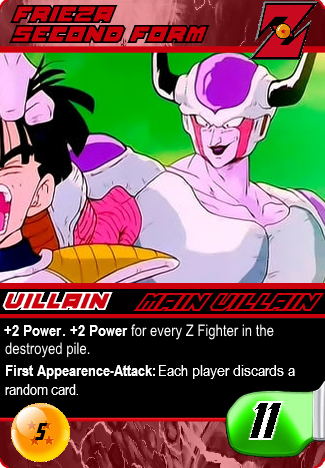 FRIEZA
SECOND FORM
Z
VILLAIN MAIN VILLAIN
+2 Power. +2 Power for every Z Fighter in the
destroyed pile.
First Appearence-Attack: Each player discards a
random card.
5
11